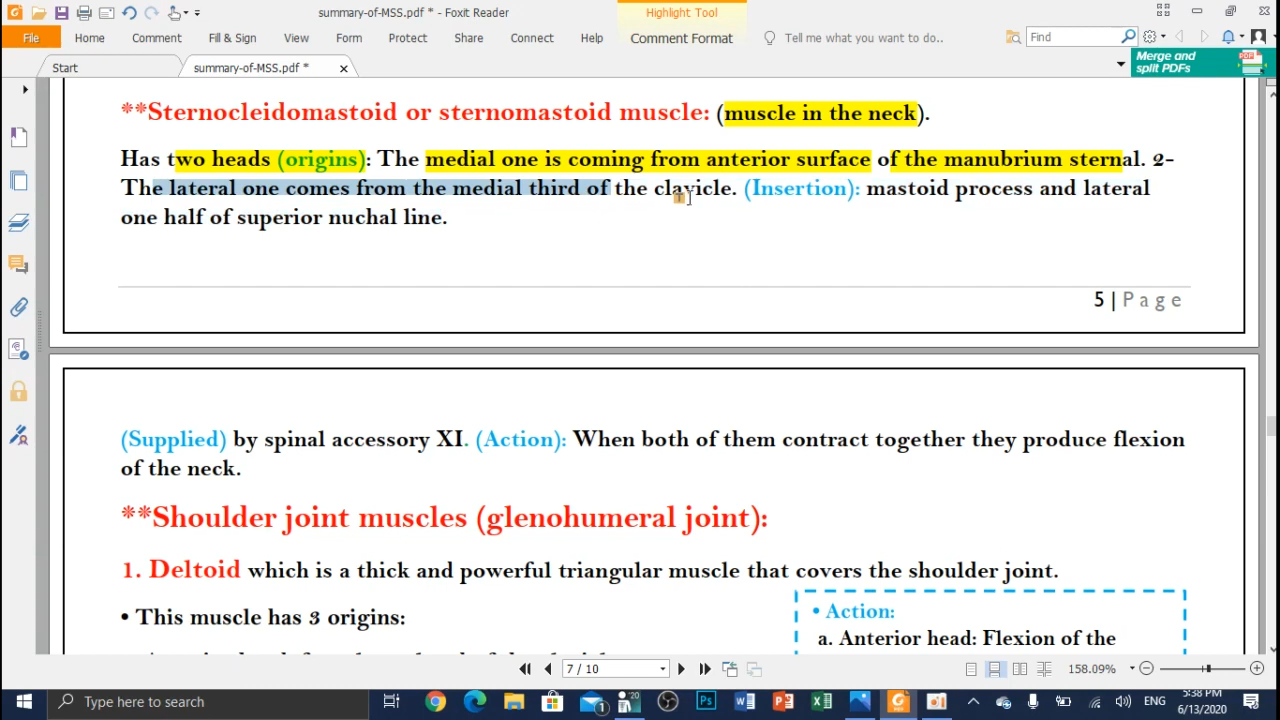 summary-of-MSS.pdf * - Foxit Reader
Highlight Tool
File Home Comment Fill & Sign View Form Protect Share Connect Help Comment Format Tell me what you want to do.. Find
Start summary-of-MSS.pdf *
Merge and
split PDFs
**Sternocleidomastoid or sternomastoid muscle: (muscle in the neck).
Has two heads (origins): The medial one is coming from anterior surface of the manubrium sternal. 2-
The lateral one comes from the medial third of the clavicle. (Insertion): mastoid process and lateral
one half of superior nuchal line.
5 | Page
(Supplied) by spinal accessory XI. (Action): When both of them contract together they produce flexion
of the neck.
**Shoulder joint muscles (glenohumeral joint):
1. Deltoid which is a thick and powerful triangular muscle that covers the shoulder joint.
• This muscle has 3 origins:
• Action:
a. Anterior head: Flexion of the
7 / 10
158.09%
Type here to search
ENG
5:38 PM
6/13/2020